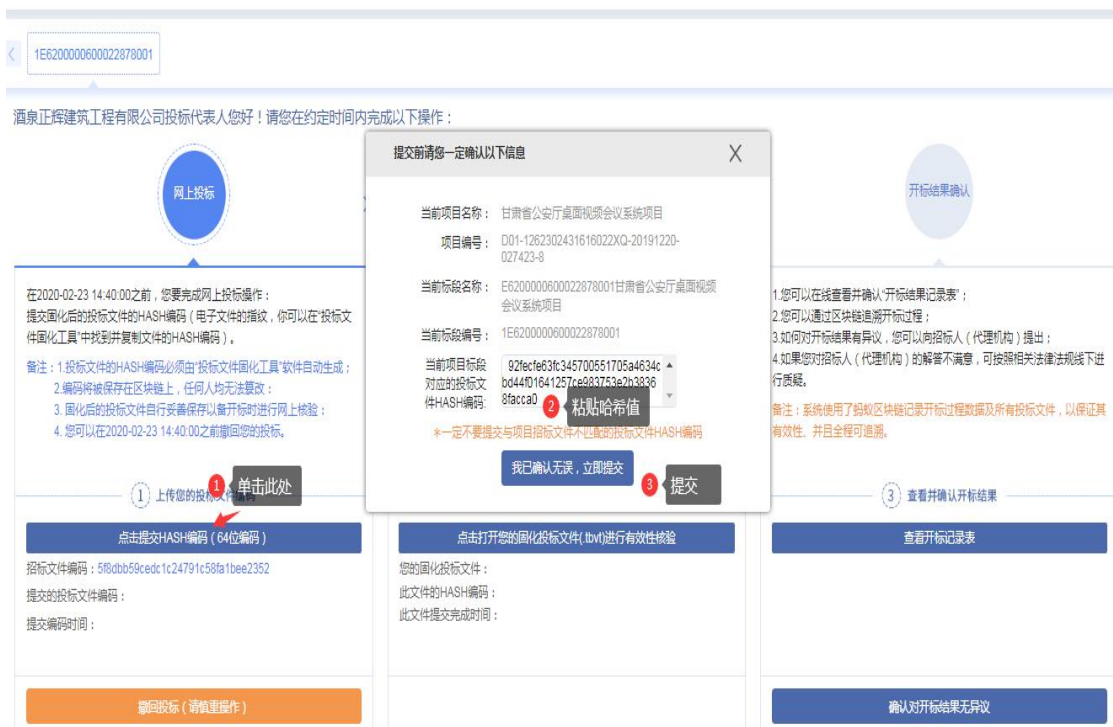 1E6200000600022878001
酒泉正辉建筑工程有限公司投标代表人您好！请您在约定时间内完成以下操作：
网上投标
在2020-02-23 14:40:00之前，您要完成网上投标操作：
提交固化后的投标文件的HASH编码（电子文件的指纹，你可以在“投标文
件固化工具”中找到并复制文件的HASH编码）。
备注：1.投标文件的HASH编码必须由“投标文件固化工具”软件自动生成；
2.编码将被保存在区块链上，任何人均无法篡改；
3. 固化后的投标文件自行妥善保存以备开标时进行网上核验；
4. 您可以在2020-02-23 14:40:00之前撤回您的投标。
1 上传您的投标文件编码
1 单击此处
点击提交HASH编码（64位编码）
招标文件编码：5f8dbb59cedc1c24791c58fa1bee2352
提交的投标文件编码：
提交编码时间：
撤回投标（请慎重操作）
提交前请您一定确认以下信息 X
当前项目名称： 甘肃省公安厅桌面视频会议系统项目
项目编号： D01-1262302431616022XQ-20191220-
027423-8
当前标段名称： E6200000600022878001甘肃省公安厅桌面视频
会议系统项目
当前标段编号： 1E6200000600022878001
当前项目标段
对应的投标文
件HASH编码:
92fecfe63fc345700551705a4634c
bd44f01641257ce983753e2b3836
8facca0
2 粘贴哈希值
*一定不要提交与项目招标文件不匹配的投标文件HASH编码
我已确认无误，立即提交
3 提交
点击打开您的固化投标文件(.tbvt)进行有效性核验
您的固化投标文件：
此文件的HASH编码：
此文件提交完成时间：
开标结果确认
1.您可以在线查看并确认“开标结果记录表”；
2.您可以通过区块链追溯开标过程；
3.如何对开标结果有异议，您可以向招标人（代理机构）提出；
4.如果您对招标人（代理机构）的解答不满意，可按照相关法律法规线下进
行质疑。
备注：系统使用了蚂蚁区块链记录开标过程数据及所有投标文件，以保证其
有效性、并且全程可追溯。
3 查看并确认开标结果
查看开标记录表
确认对开标结果无异议